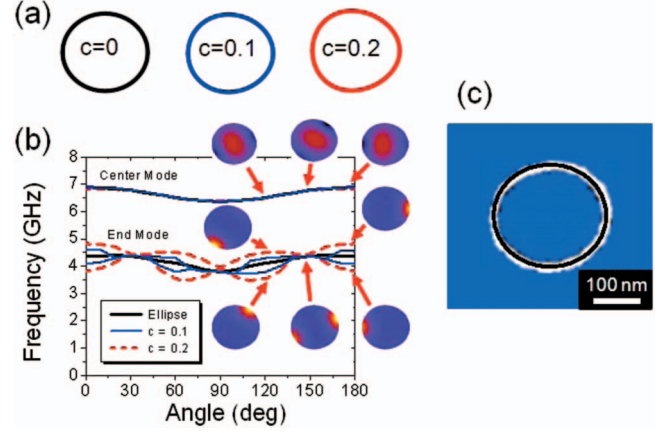 (a)
c=0
c=0.1
c=0.2
(b)
(c)
8
7
6
5
4
3
2
1
0
Frequency (GHz)
Center Mode
End Mode
Ellipse
c = 0.1
c = 0.2
0 30 60 90 120 150 180
Angle (deg)
100 nm